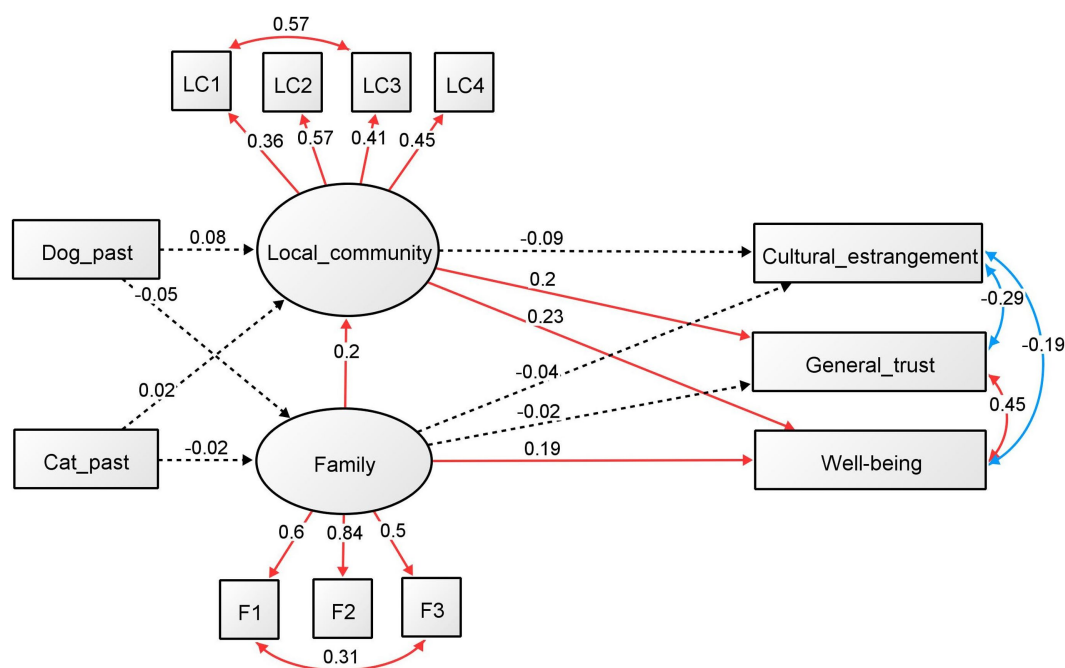 0.57
LC1
LC2
LC3
LC4
0.36
0.57
0.41
0.45
Dog_past
0.08
Local_community
-0.09
Cultural_estrangement
-0.05
0.2
-0.29
0.23
-0.19
0.2
General_trust
0.02
-0.04
-0.02
0.45
Cat_past
-0.02
Family
0.19
Well-being
0.6
0.84
0.5
F1
F2
F3
0.31